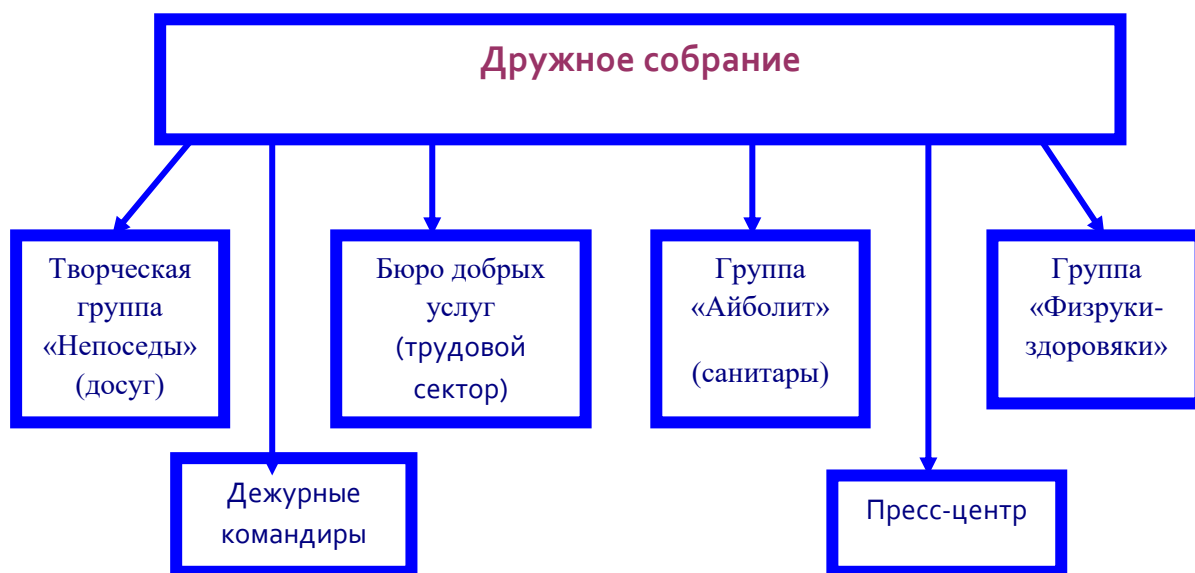 Дружное собрание
Творческая
группа
«Непоседы»
(досуг)
Бюро добрых
услуг
(трудовой
сектор)
Группа
«Айболит»
(санитары)
Группа
«Физруки-
здоровяки»
Дежурные
командиры
Пресс-центр